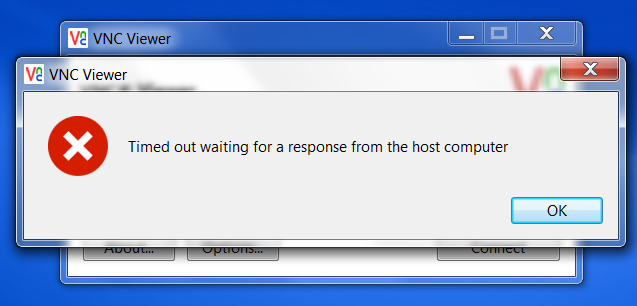 VNC Viewer
VNC Viewer
Timed out waiting for a response from the host computer
OK
About...
Options...
Connect